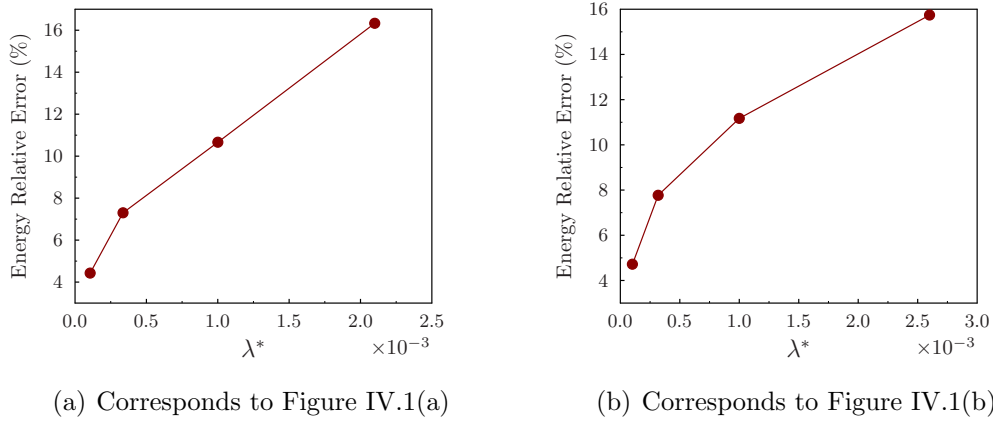 16
14
12
10
8
6
4
Energy Relative Error (%)
0.0 0.5 1.0 1.5 2.0 2.5
λ* ×10⁻³
(a) Corresponds to Figure IV.1(a)
16
14
12
10
8
6
4
Energy Relative Error (%)
0.0 0.5 1.0 1.5 2.0 2.5 3.0
λ* ×10⁻³
(b) Corresponds to Figure IV.1(b)